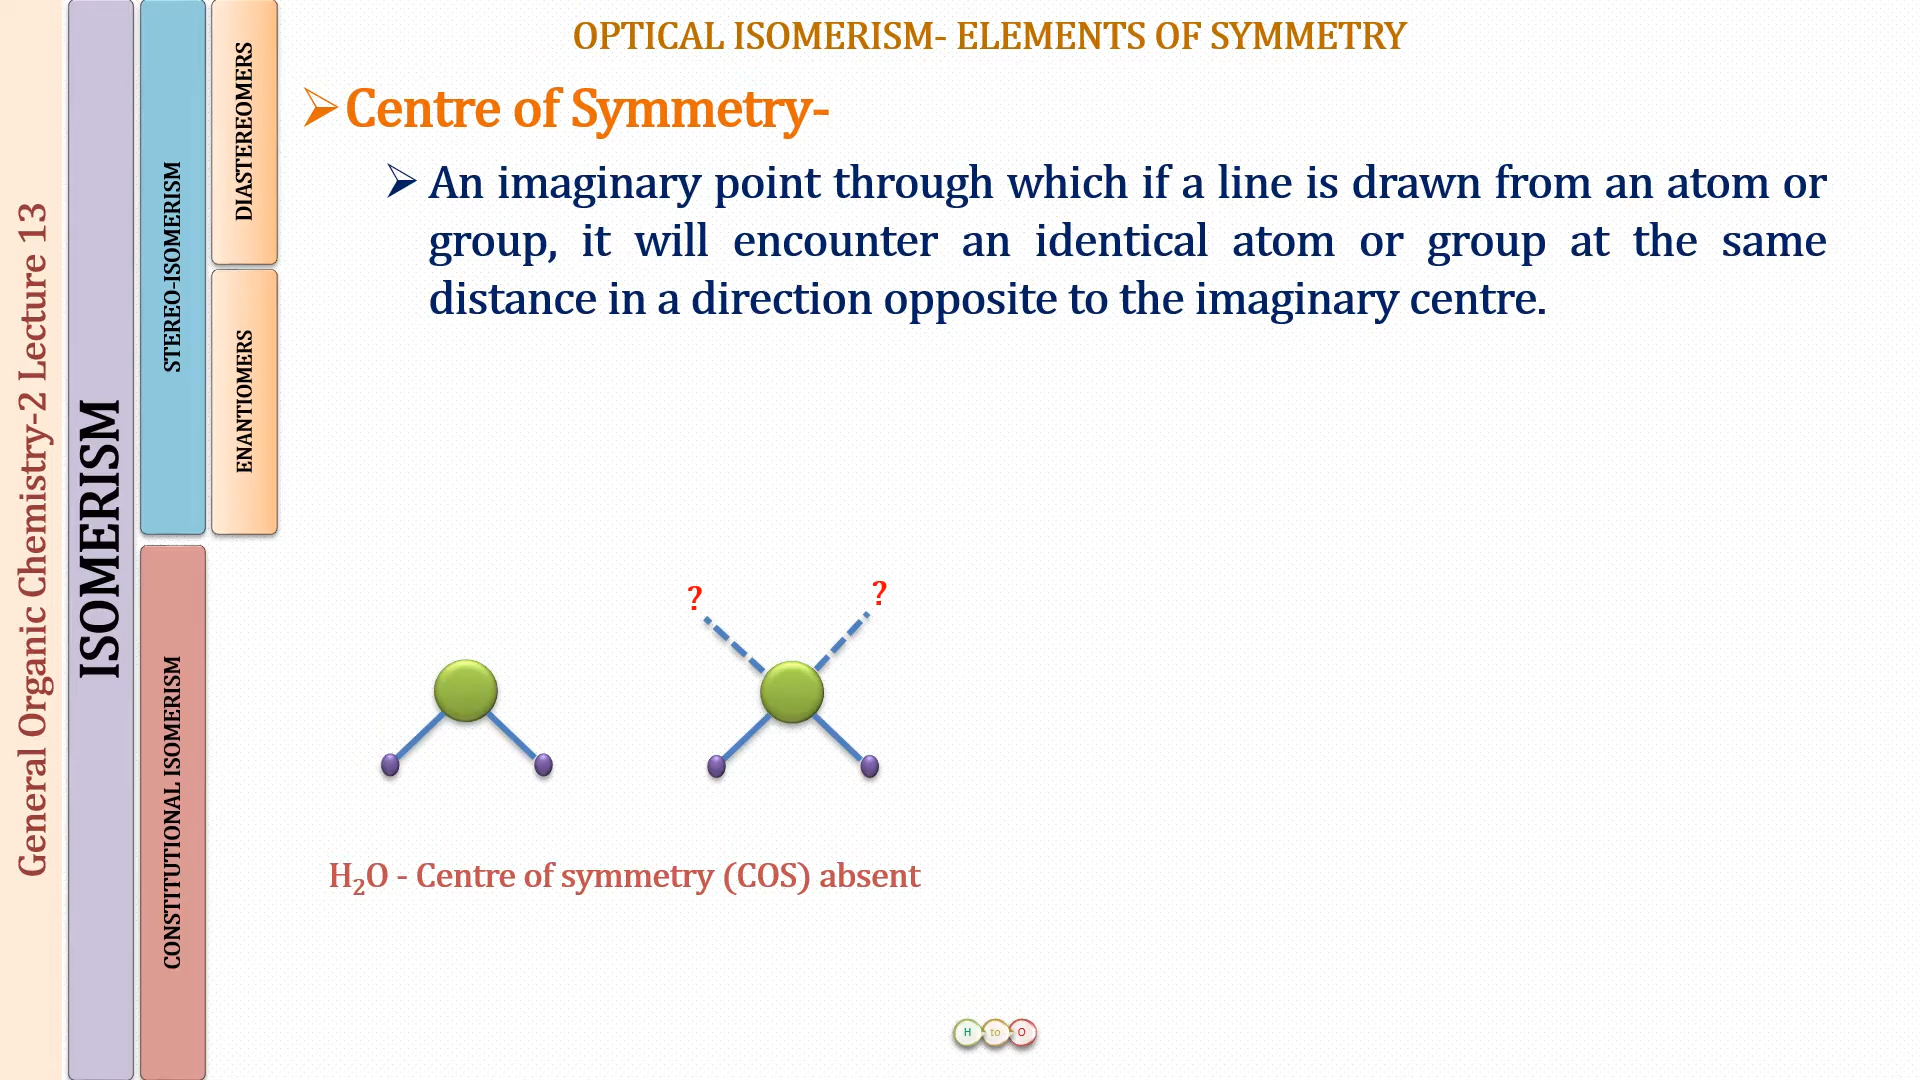 OPTICAL ISOMERISM- ELEMENTS OF SYMMETRY
General Organic Chemistry-2 Lecture 13
ISOMERISM
STEREO-ISOMERISM
CONSTITUTIONAL ISOMERISM
DIASTEREOMERS
ENANTIOMERS
Centre of Symmetry-
An imaginary point through which if a line is drawn from an atom or
group, it will encounter an identical atom or group at the same
distance in a direction opposite to the imaginary centre.
? ?
H₂O - Centre of symmetry (COS) absent
H to O